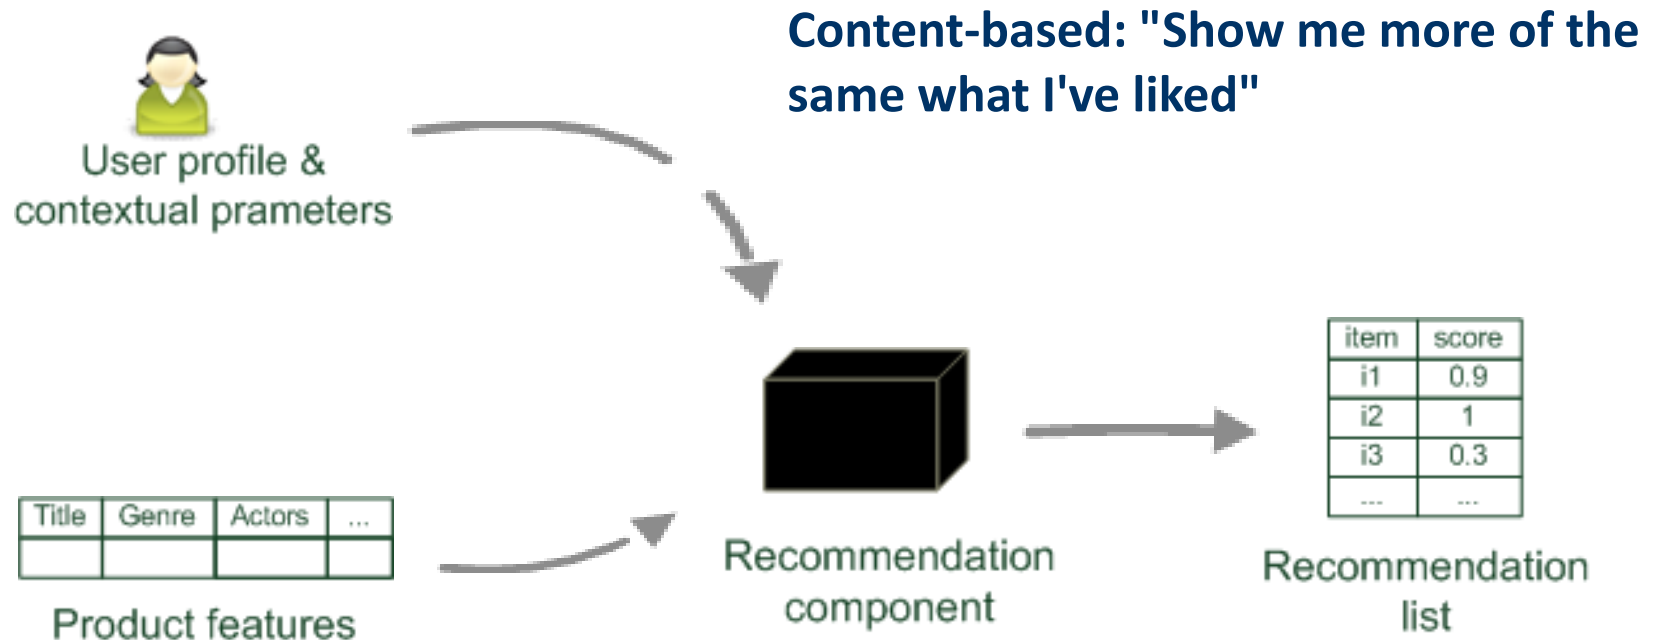 Content-based: "Show me more of the
same what I've liked"
User profile &
contextual prameters
Title Genre Actors ...
Product features
Recommendation
component
item score
i1 0.9
i2 1
i3 0.3
... ...
Recommendation
list